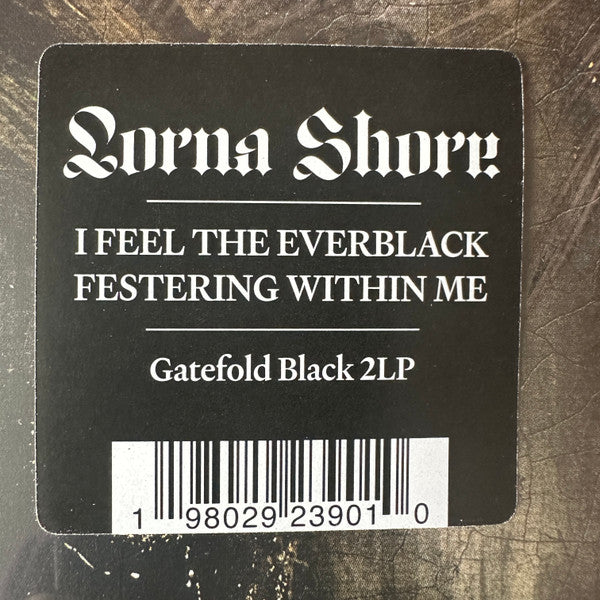 Lorna Shore
I FEEL THE EVERBLACK
FESTERING WITHIN ME
Gatefold Black 2LP
1 98029 23901 0